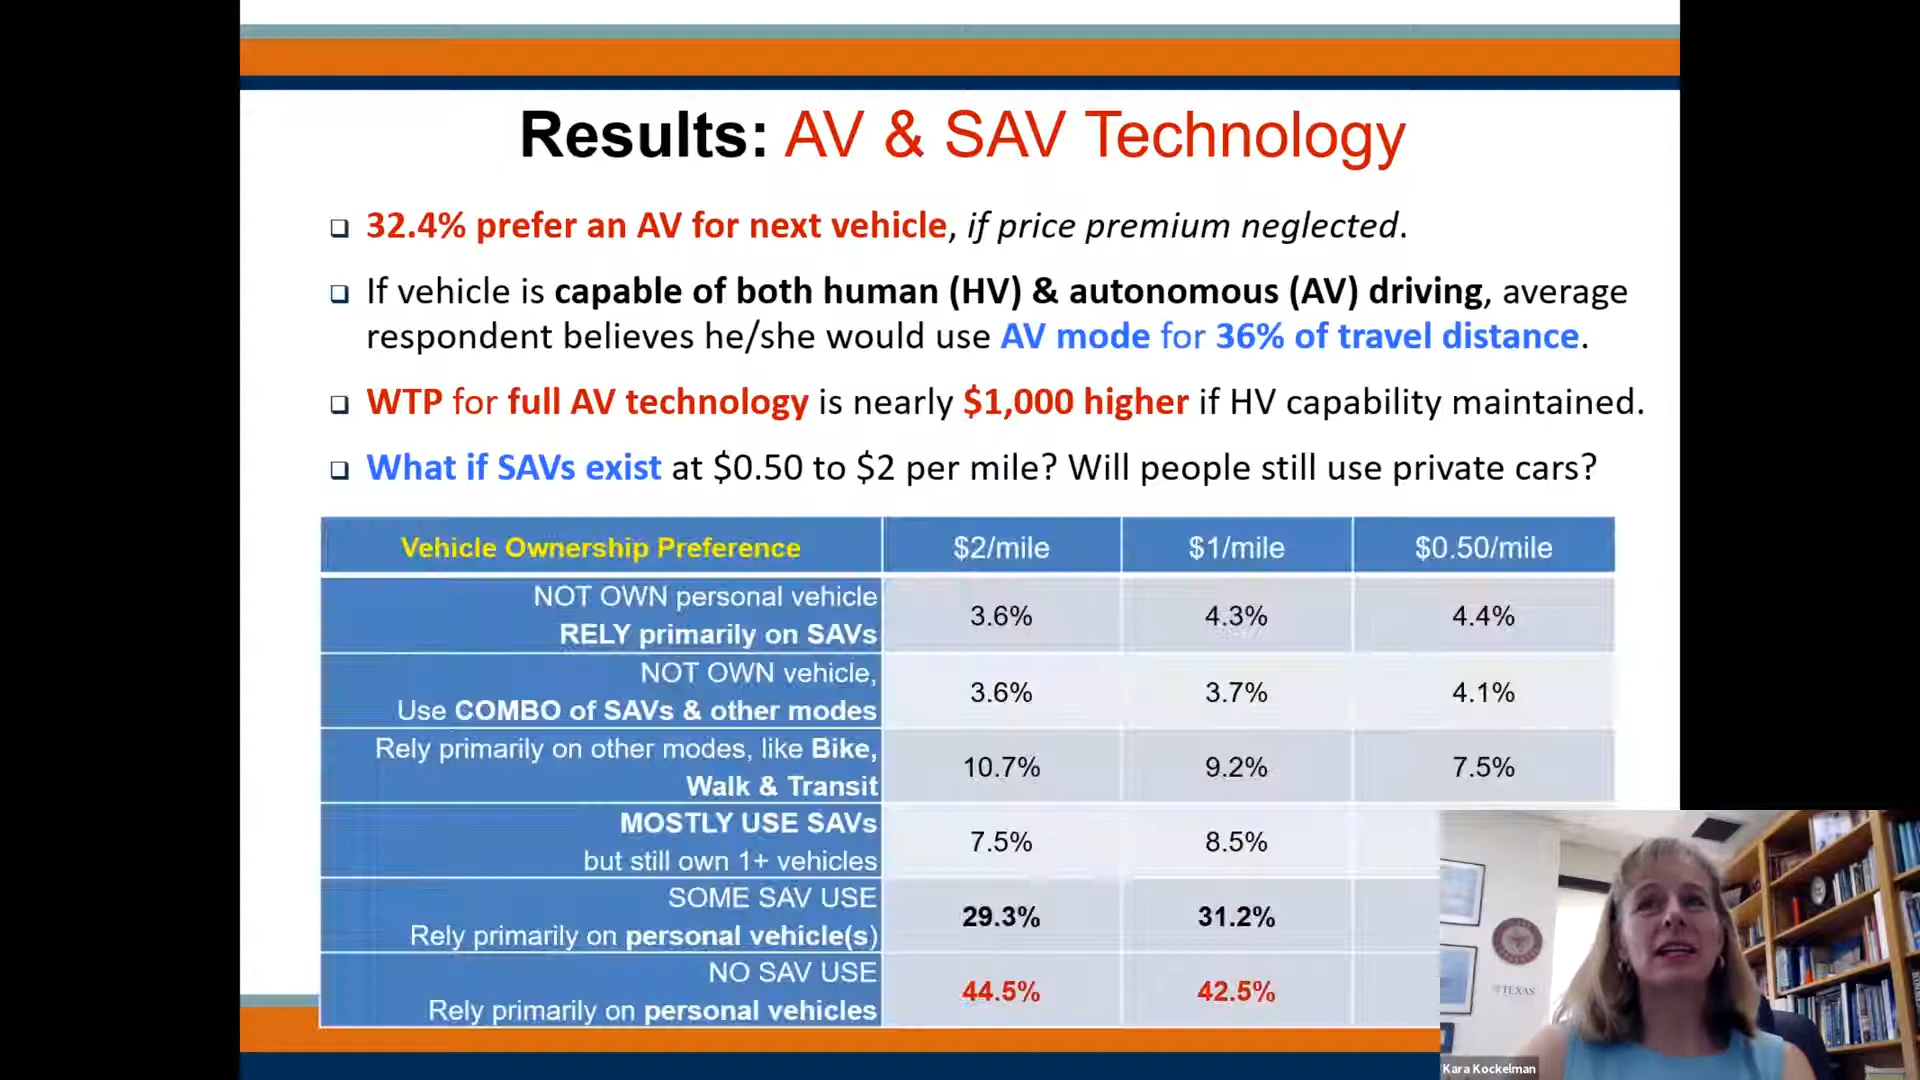 Results: AV & SAV Technology
❑ 32.4% prefer an AV for next vehicle, if price premium neglected.
❑ If vehicle is capable of both human (HV) & autonomous (AV) driving, average
respondent believes he/she would use AV mode for 36% of travel distance.
❑ WTP for full AV technology is nearly $1,000 higher if HV capability maintained.
❑ What if SAVs exist at $0.50 to $2 per mile? Will people still use private cars?
Vehicle Ownership Preference $2/mile $1/mile $0.50/mile
NOT OWN personal vehicle
RELY primarily on SAVs 3.6% 4.3% 4.4%
NOT OWN vehicle,
Use COMBO of SAVs & other modes 3.6% 3.7% 4.1%
Rely primarily on other modes, like Bike,
Walk & Transit 10.7% 9.2% 7.5%
MOSTLY USE SAVs
but still own 1+ vehicles 7.5% 8.5%
SOME SAV USE
Rely primarily on personal vehicle(s) 29.3% 31.2%
NO SAV USE
Rely primarily on personal vehicles 44.5% 42.5%
TEXAS
Kara Kockelman